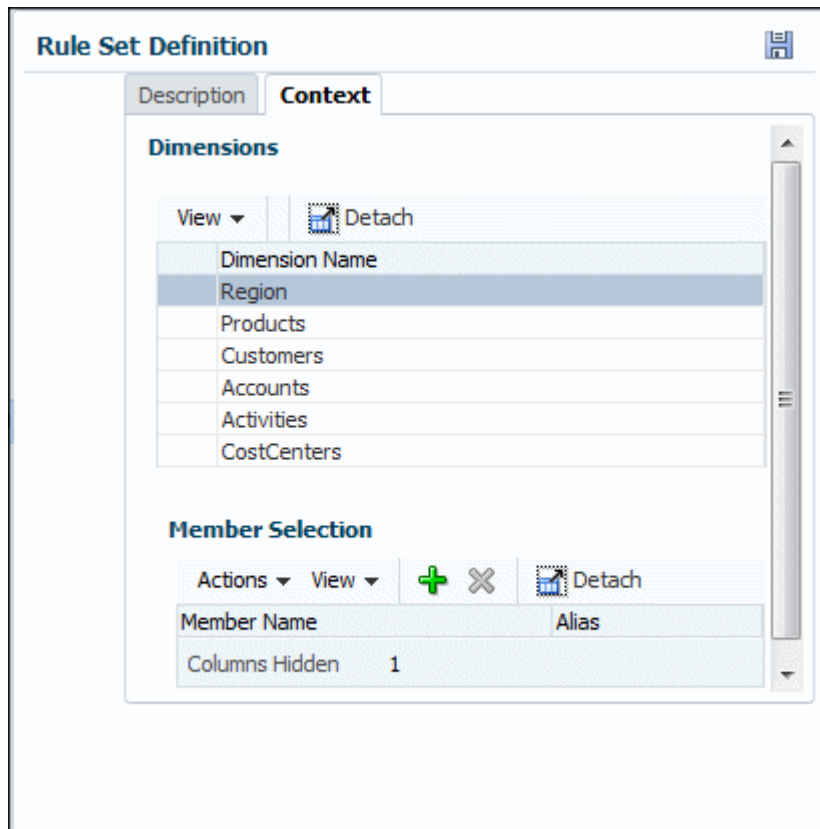 Rule Set Definition
Description Context
Dimensions
View Detach
Dimension Name
Region
Products
Customers
Accounts
Activities
CostCenters
Member Selection
Actions View Detach
Member Name Alias
Columns Hidden 1